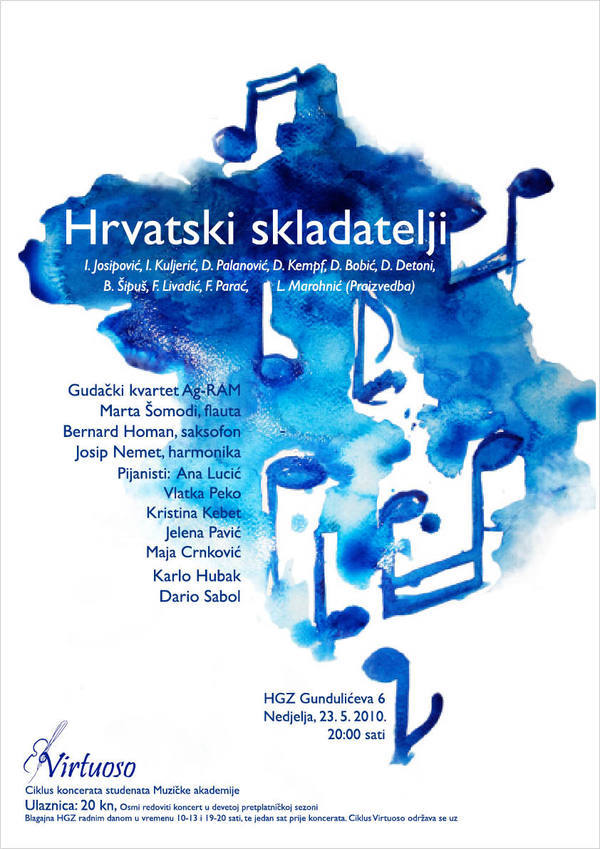 Hrvatski skladatelji
I. Josipović, I. Kuljerić, D. Palanović, D. Kempf, D. Bobić, D. Detoni,
B. Šipuš, F. Livadić, F. Parać, L. Marohnić (Praizvedba)
Gudački kvartet Ag-RAM
Marta Šomodi, flauta
Bernard Homan, saksofon
Josip Nemet, harmonika
Pijanisti: Ana Lucić
Vlatka Peko
Kristina Kebet
Jelena Pavić
Maja Crnković
Karlo Hubak
Dario Sabol
HGZ Gundulićeva 6
Nedjelja, 23. 5. 2010.
20:00 sati
Virtuoso
Ciklus koncerata studenata Muzičke akademije
Ulaznica: 20 kn, Osmi redoviti koncert u devetoj pretplatničkoj sezoni
Blagajna HGZ radnim danom u vremenu 10-13 i 19-20 sati, te jedan sat prije koncerata. Ciklus Virtuoso održava se uz